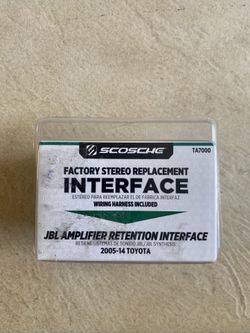 SCOSCHE
TA7000
FACTORY STEREO REPLACEMENT
INTERFACE
ESTÉREO PARA REEMPLAZAR EL DE FÁBRICA INTERFAZ
WIRING HARNESS INCLUDED
JBL AMPLIFIER RETENTION INTERFACE
RETIENE SISTEMAS DE SONIDO JBL/JBL SYNTHESIS
2005-14 TOYOTA